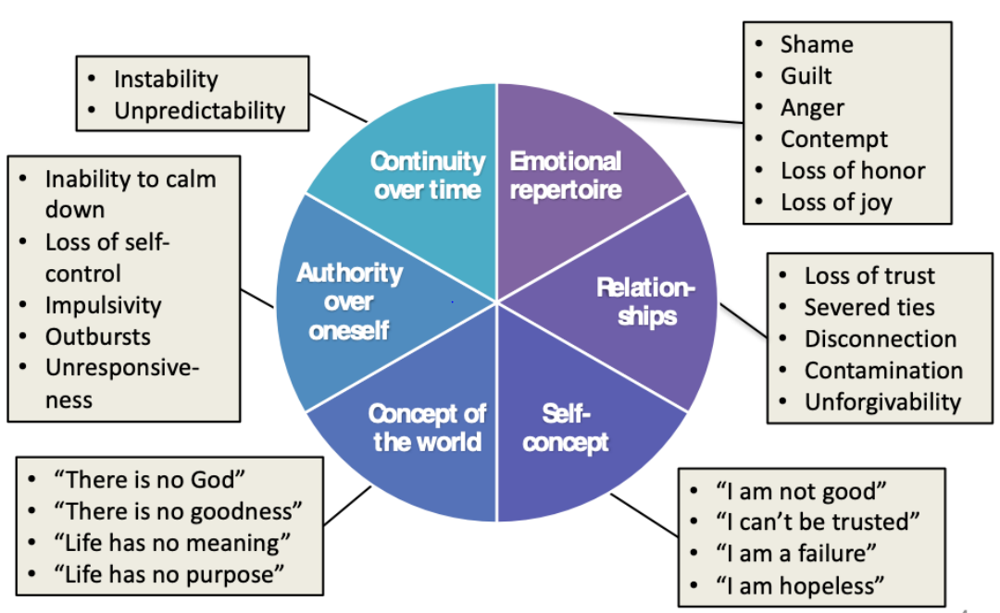 • Instability
• Unpredictability
Continuity
over time
Emotional
repertoire
• Shame
• Guilt
• Anger
• Contempt
• Loss of honor
• Loss of joy
• Inability to calm
down
• Loss of self-
control
• Impulsivity
• Outbursts
• Unresponsive-
ness
Authority
over
oneself
Relation-
ships
• Loss of trust
• Severed ties
• Disconnection
• Contamination
• Unforgivability
Concept of
the world
Self-
concept
• “There is no God”
• “There is no goodness”
• “Life has no meaning”
• “Life has no purpose”
• “I am not good”
• “I can’t be trusted”
• “I am a failure”
• “I am hopeless”